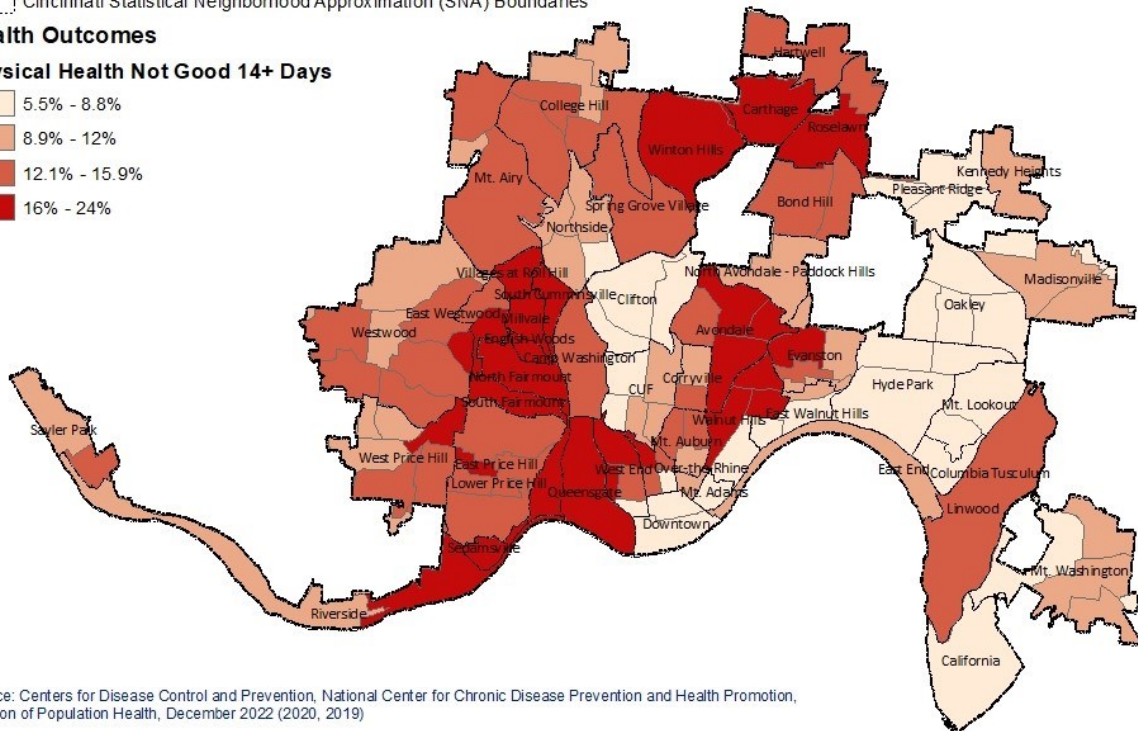 Cincinnati Statistical Neighborhood Approximation (SNA) Boundaries
alth Outcomes
ysical Health Not Good 14+ Days
5.5% - 8.8%
8.9% - 12%
12.1% - 15.9%
16% - 24%
Hartwell
College Hill
Carthage
Roselawn
Winton Hills
Kennedy Heights
Mt. Airy
Pleasant Ridge
Spring Grove Village
Bond Hill
Northside
Villages at Roll Hill
North Avondale - Paddock Hills
Madisonville
South Cumminsville
Clifton
Oakley
East Westwood
Millvale
Westwood
Avondale
English Woods
Camp Washington
Evanston
North Fairmount
Corryville
Hyde Park
CUF
South Fairmount
Mt. Lookout
Walnut Hills
East Walnut Hills
Sayler Park
Mt. Auburn
West Price Hill
East Price Hill
West End
Over-the-Rhine
East End
Columbia Tusculum
Lower Price Hill
Queensgate
Mt. Adams
Linwood
Downtown
Sedamsville
Mt. Washington
Riverside
California
ce: Centers for Disease Control and Prevention, National Center for Chronic Disease Prevention and Health Promotion,
on of Population Health, December 2022 (2020, 2019)